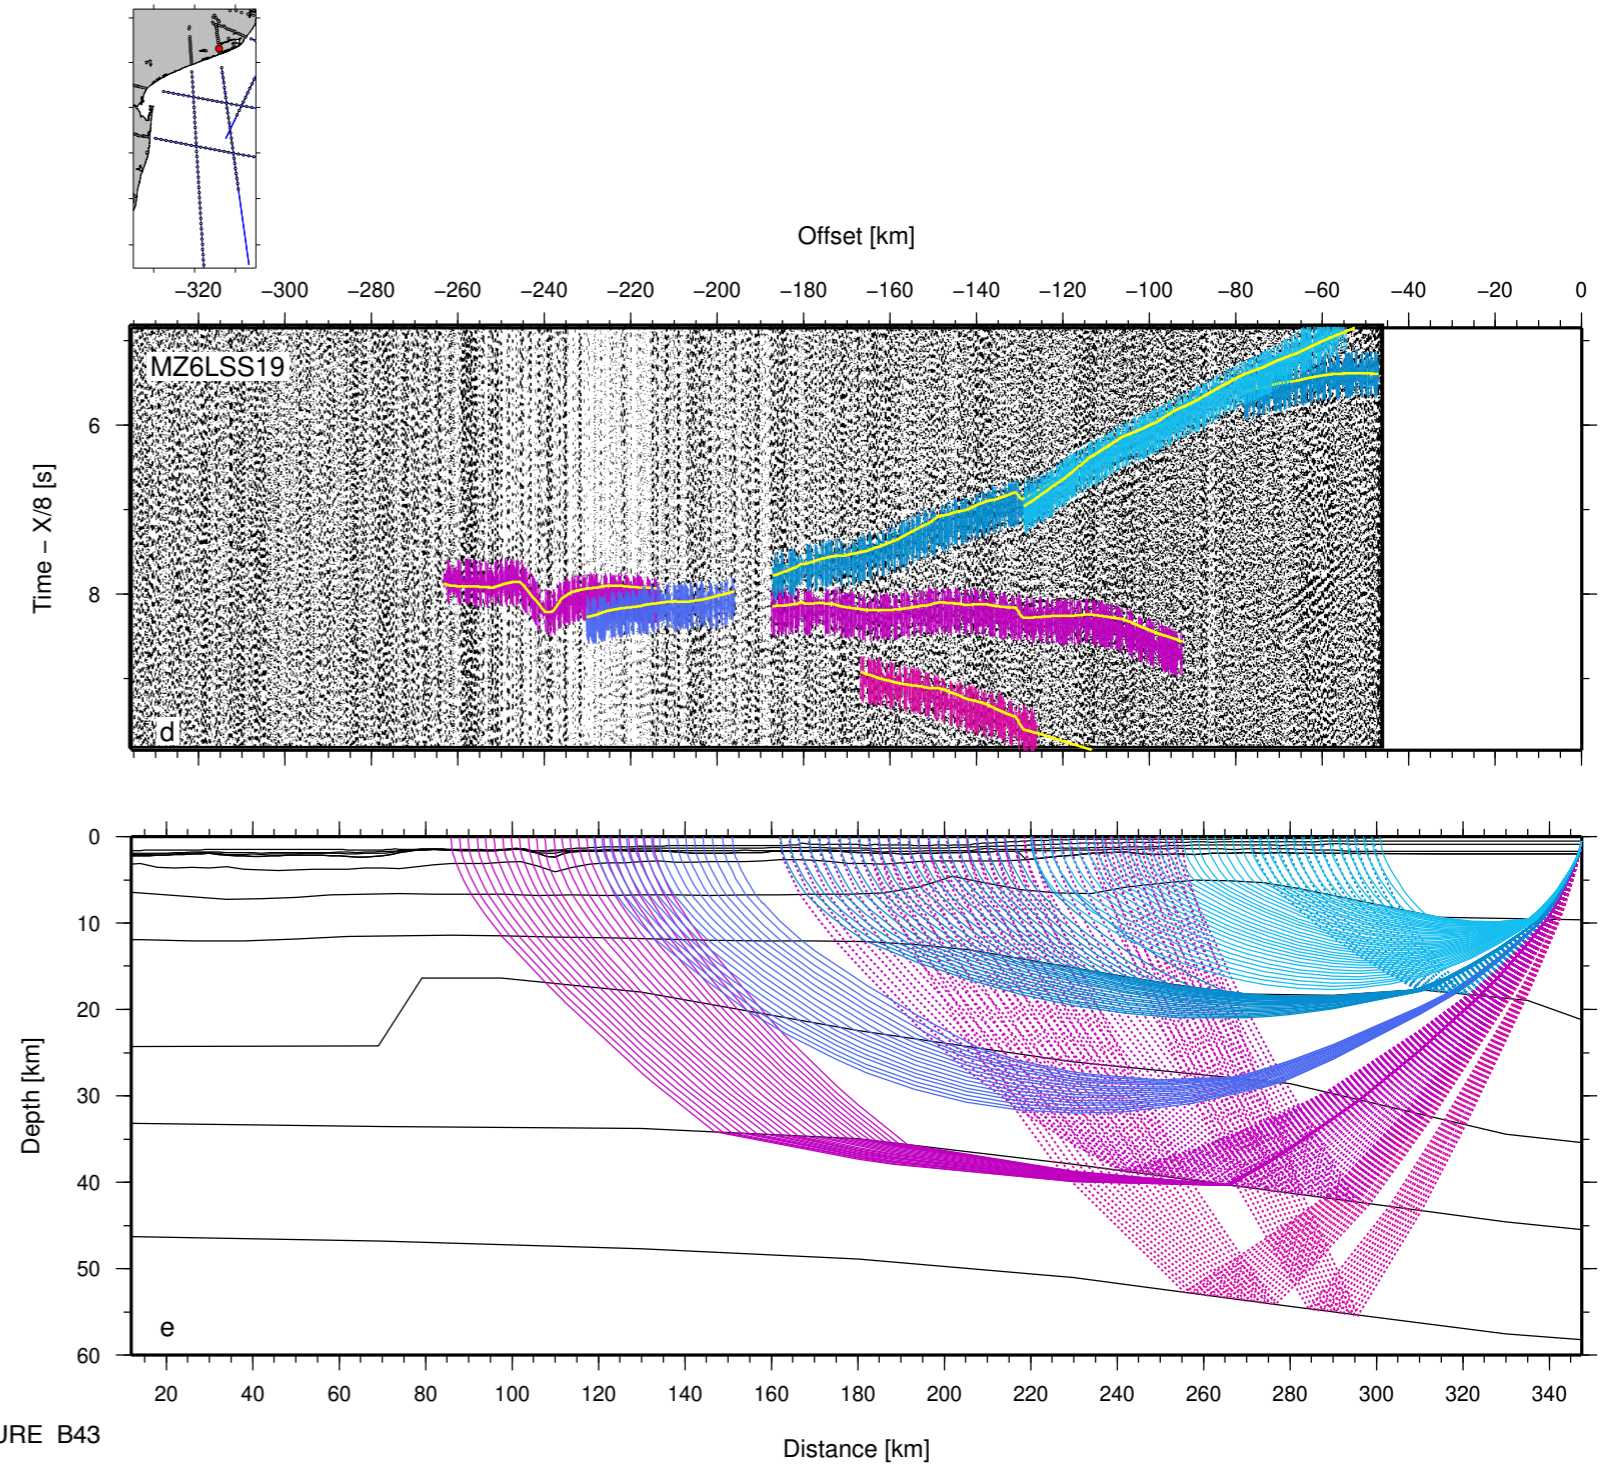 Offset [km]
−320 −300 −280 −260 −240 −220 −200 −180 −160 −140 −120 −100 −80 −60 −40 −20 0
MZ6LSS19
6
8
Time − X/8 [s]
d
0
10
20
30
40
50
60
Depth [km]
e
20 40 60 80 100 120 140 160 180 200 220 240 260 280 300 320 340
URE B43
Distance [km]